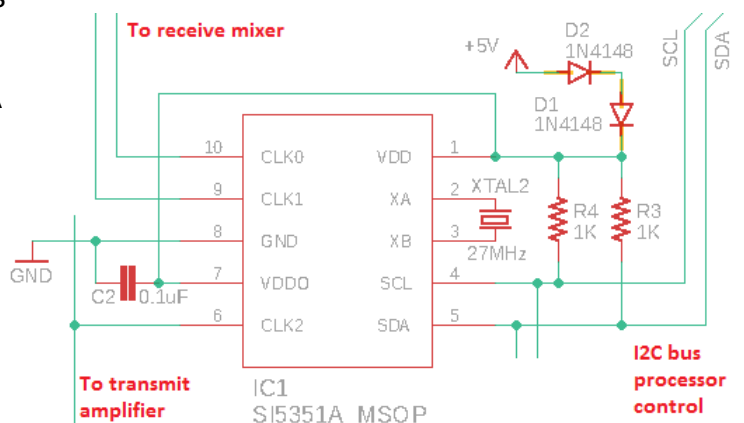 To receive mixer
D2
1N4148
+5V
SCL
SDA
D1
1N4148
10 CLK0 VDD 1
9 CLK1 XA 2 XTAL2
8 GND XB 3
27MHz
R4
1K
R3
1K
GND
7 VDDO SCL 4
C2 0.1uF
6 CLK2 SDA 5
To transmit
amplifier
IC1
SI5351A MSOP
I2C bus
processor
control